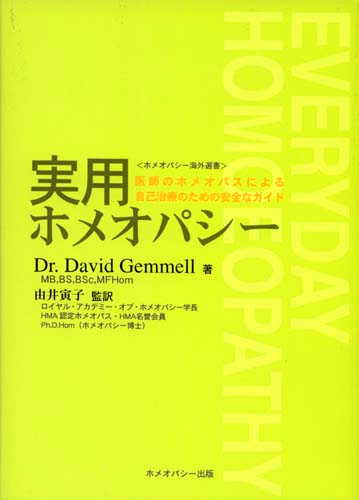 EVERYDAY
HOMOEOPATHY
<ホメオパシー海外選書>
医師のホメオパスによる
自己治療のための安全なガイド
実用
ホメオパシー
Dr. David Gemmell 著
MB,BS,BSc,MFHom
由井寅子 監訳
ロイヤル・アカデミー・オブ・ホメオパシー学長
HMA 認定ホメオパス・HMA名誉会員
Ph.D.Hom（ホメオパシー博士）
ホメオパシー出版